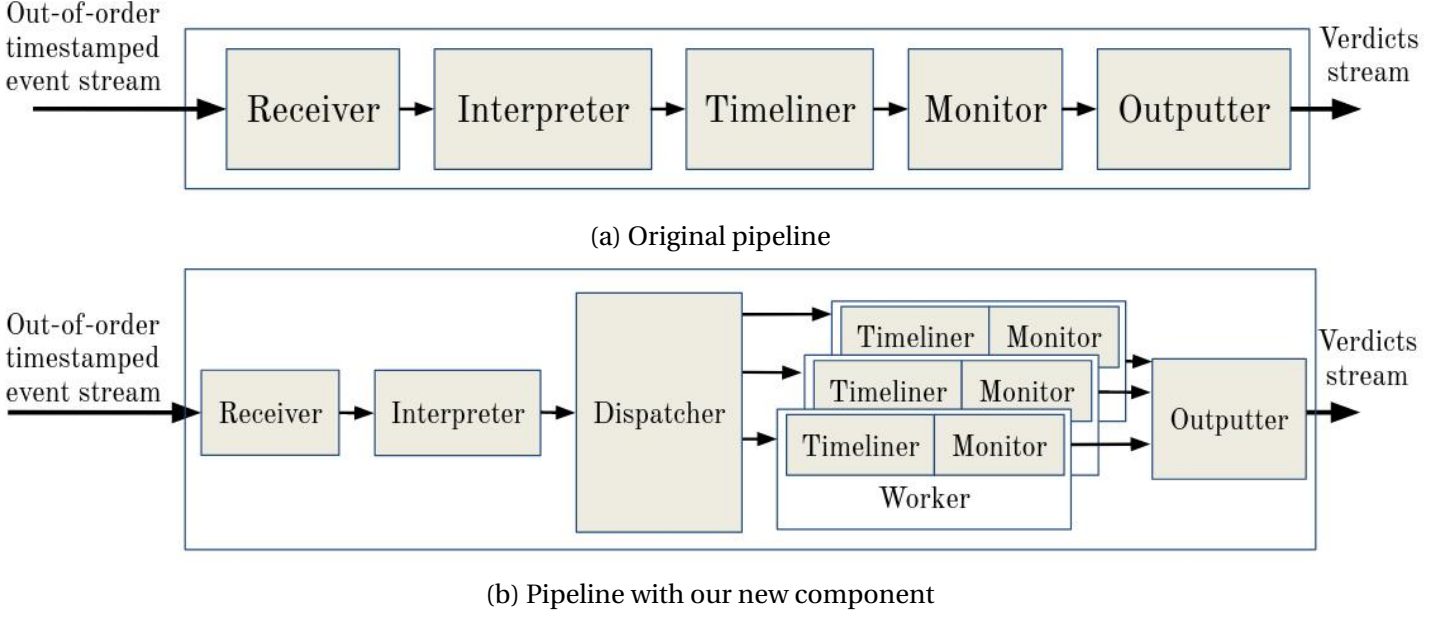 Out-of-order
timestamped
event stream
Receiver
Interpreter
Timeliner
Monitor
Outputter
Verdicts
stream
(a) Original pipeline
Out-of-order
timestamped
event stream
Receiver
Interpreter
Dispatcher
Timeliner
Monitor
Timeliner
Monitor
Timeliner
Monitor
Worker
Outputter
Verdicts
stream
(b) Pipeline with our new component